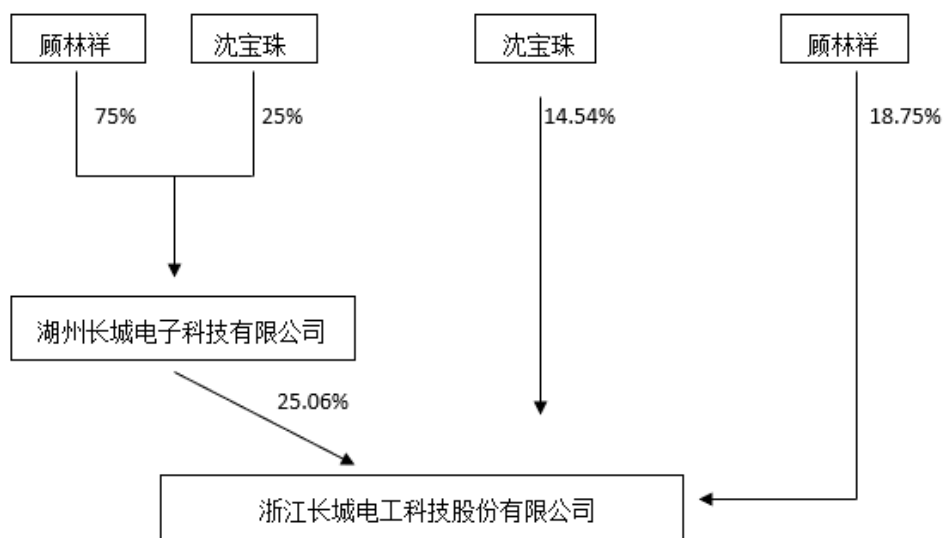 顾林祥
沈宝珠
沈宝珠
顾林祥
75%
25%
14.54%
18.75%
湖州长城电子科技有限公司
25.06%
浙江长城电工科技股份有限公司